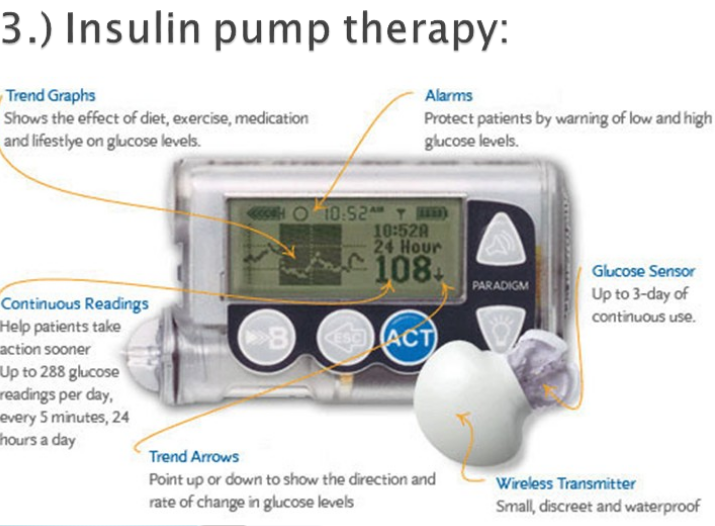 3.) Insulin pump therapy:
Trend Graphs
Shows the effect of diet, exercise, medication
and lifestlye on glucose levels.
Alarms
Protect patients by warning of low and high
glucose levels.
10:52 AM
10:52A
24 Hour
108
PARADIGM
B
ESC
ACT
Glucose Sensor
Up to 3-day of
continuous use.
Continuous Readings
Help patients take
action sooner
Up to 288 glucose
readings per day,
every 5 minutes, 24
hours a day
Trend Arrows
Point up or down to show the direction and
rate of change in glucose levels
Wireless Transmitter
Small, discreet and waterproof